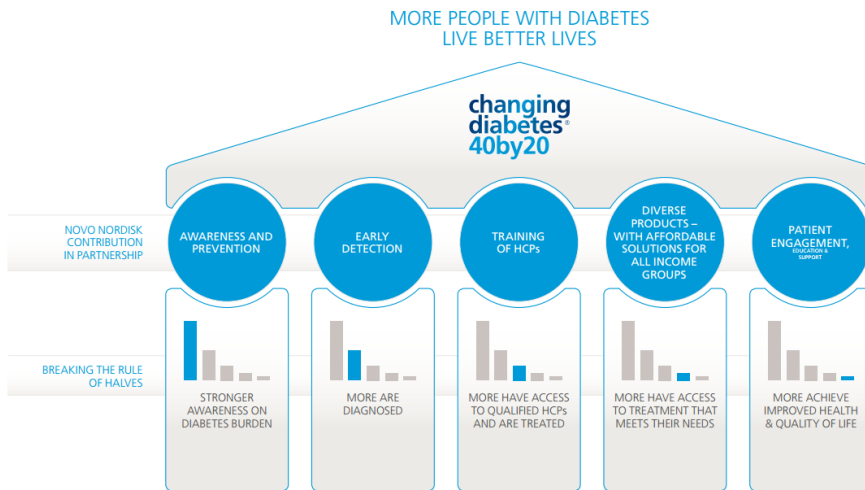 MORE PEOPLE WITH DIABETES
LIVE BETTER LIVES
changing
diabetes®
40by20
NOVO NORDISK
CONTRIBUTION
IN PARTNERSHIP
AWARENESS AND
PREVENTION
EARLY
DETECTION
TRAINING
OF HCPs
DIVERSE
PRODUCTS –
WITH AFFORDABLE
SOLUTIONS FOR
ALL INCOME
GROUPS
PATIENT
ENGAGEMENT,
EDUCATION &
SUPPORT
BREAKING THE RULE
OF HALVES
STRONGER
AWARENESS ON
DIABETES BURDEN
MORE ARE
DIAGNOSED
MORE HAVE ACCESS
TO QUALIFIED HCPs
AND ARE TREATED
MORE HAVE ACCESS
TO TREATMENT THAT
MEETS THEIR NEEDS
MORE ACHIEVE
IMPROVED HEALTH
& QUALITY OF LIFE